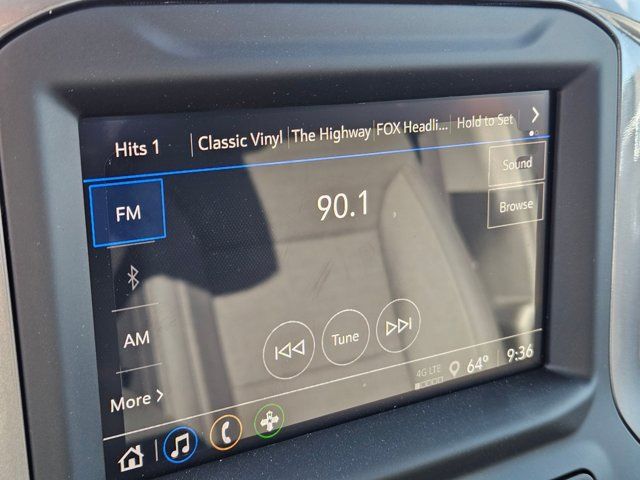 Hits 1 Classic Vinyl The Highway FOX Headli... Hold to Set
Sound
FM 90.1
Browse
AM Tune
More
4G LTE 64° 9:36